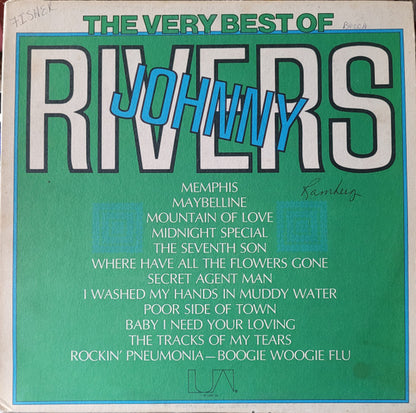 FISHER
THE VERY BEST OF
JOHNNY
RIVERS
MEMPHIS
MAYBELLINE
MOUNTAIN OF LOVE
MIDNIGHT SPECIAL
THE SEVENTH SON
WHERE HAVE ALL THE FLOWERS GONE
SECRET AGENT MAN
I WASHED MY HANDS IN MUDDY WATER
POOR SIDE OF TOWN
BABY I NEED YOUR LOVING
THE TRACKS OF MY TEARS
ROCKIN' PNEUMONIA—BOOGIE WOOGIE FLU
UA